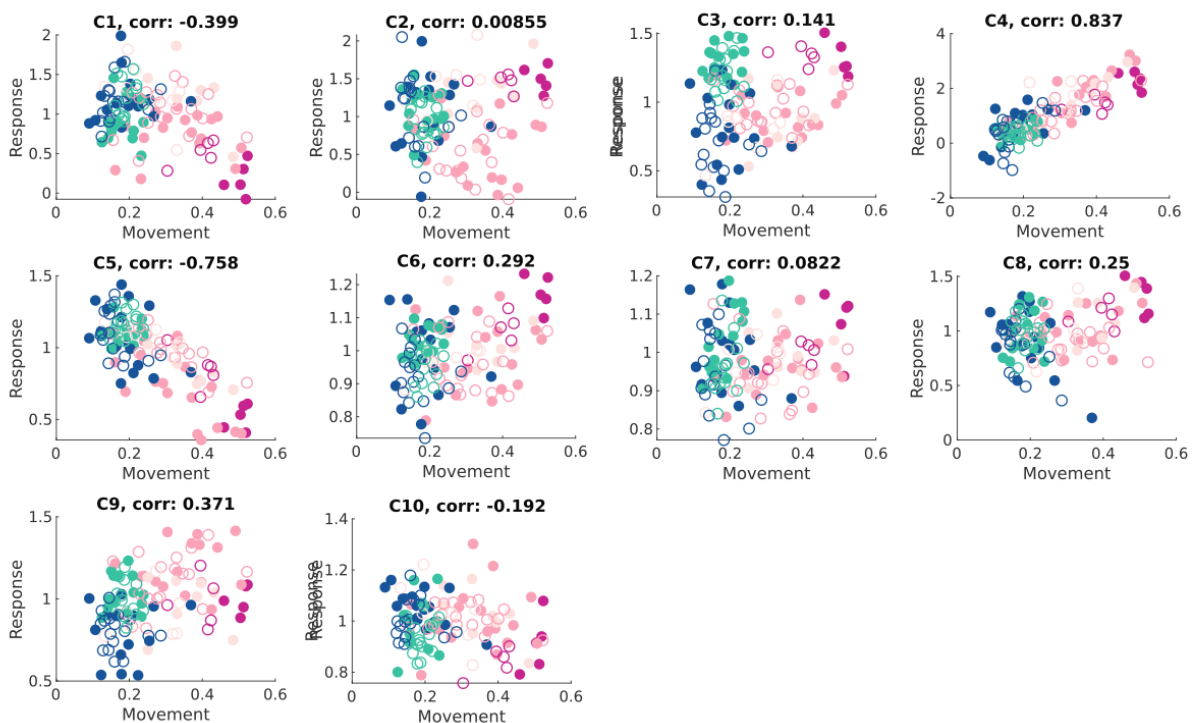 C1, corr: -0.399
C2, corr: 0.00855
C3, corr: 0.141
C4, corr: 0.837
Response
2
1.5
1
0.5
0
0
0.2
0.4
0.6
Movement
Response
2
1.5
1
0.5
0
0
0.2
0.4
0.6
Movement
Response
Response
1.5
1
0.5
0
0.2
0.4
0.6
Movement
Response
4
2
0
-2
0
0.2
0.4
0.6
Movement
C5, corr: -0.758
C6, corr: 0.292
C7, corr: 0.0822
C8, corr: 0.25
Response
1.5
1
0.5
0
0.2
0.4
0.6
Movement
Response
1.2
1.1
1
0.9
0.8
0
0.2
0.4
0.6
Movement
Response
1.2
1.1
1
0.9
0.8
0
0.2
0.4
0.6
Movement
Response
1.5
1
0.5
0
0
0.2
0.4
0.6
Movement
C9, corr: 0.371
C10, corr: -0.192
Response
1.5
1
0.5
0
0.2
0.4
0.6
Movement
Response
Response
1.4
1.2
1
0.8
0
0.2
0.4
0.6
Movement